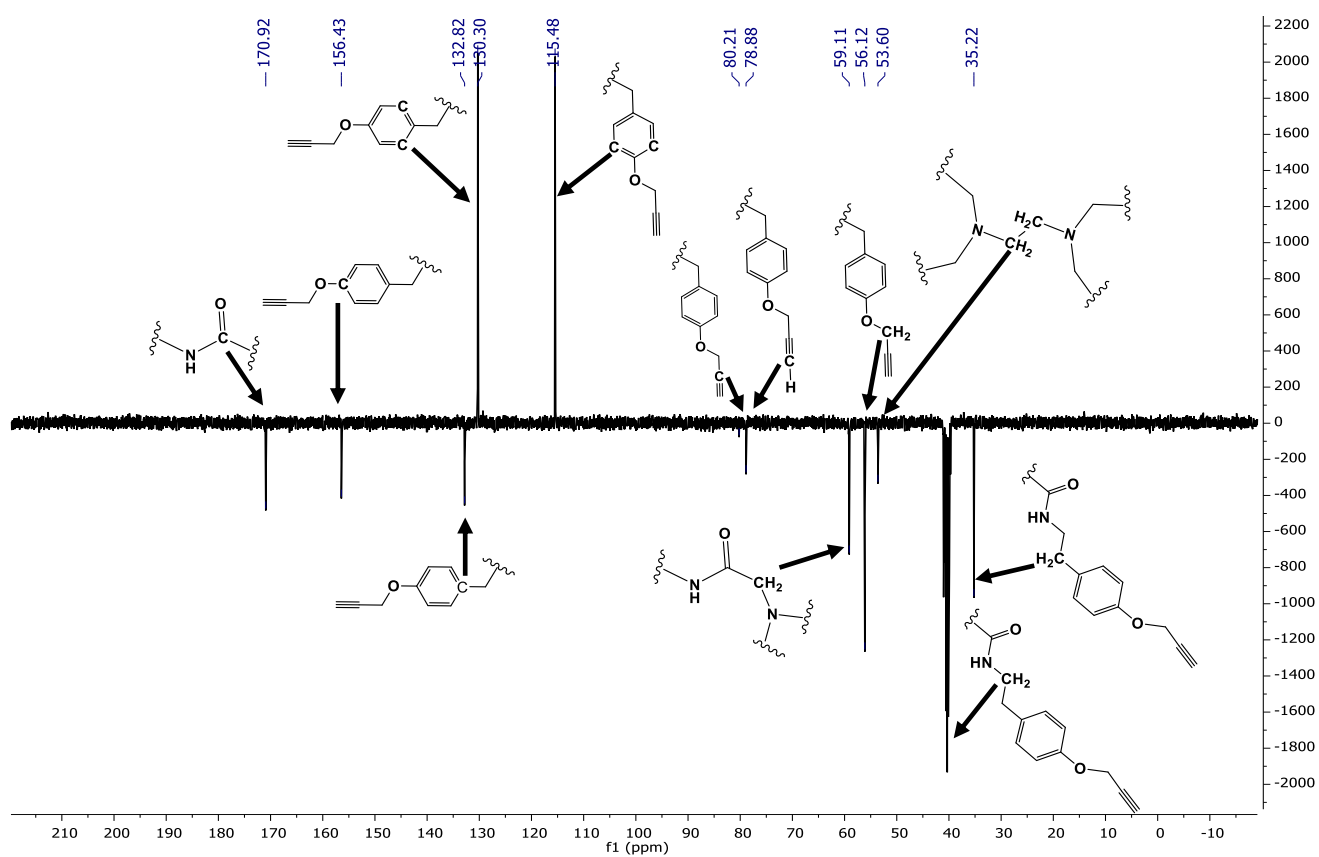 170.92
156.43
132.82
130.30
115.48
80.21
78.88
59.11
56.12
53.60
35.22
2200
2000
1800
1600
1400
1200
1000
800
600
400
200
0
-200
-400
-600
-800
-1000
-1200
-1400
-1600
-1800
-2000
C
O
C
C
C
O
H₂C
N
N
CH₂
O
C
O
O
CH₂
O
C
N
H
O
C
C
H
O
C
O
O
CH₂
N
H
N
O
HN
H₂C
O
O
HN
CH₂
O
210 200 190 180 170 160 150 140 130 120 110 100 90 80 70 60 50 40 30 20 10 0 -10
f1 (ppm)